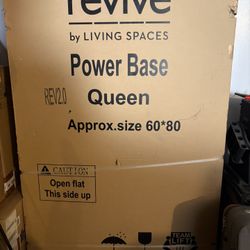 revive
by LIVING SPACES
Power Base
REV2.0
Queen
Approx.size 60*80
CAUTION
Open flat
This side up
TEAM
LIFT